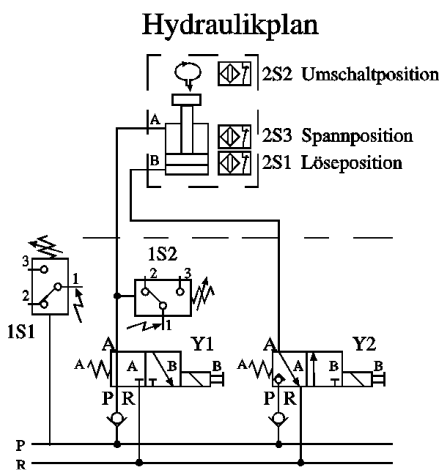 Hydraulikplan
2S2 Umschaltposition
A
2S3 Spannposition
B
2S1 Löseposition
1S2
3
1
2
1S1
2 3
1
A
Y1
A
A
B
B
P R
A
Y2
A
A
B
B
P R
P
R